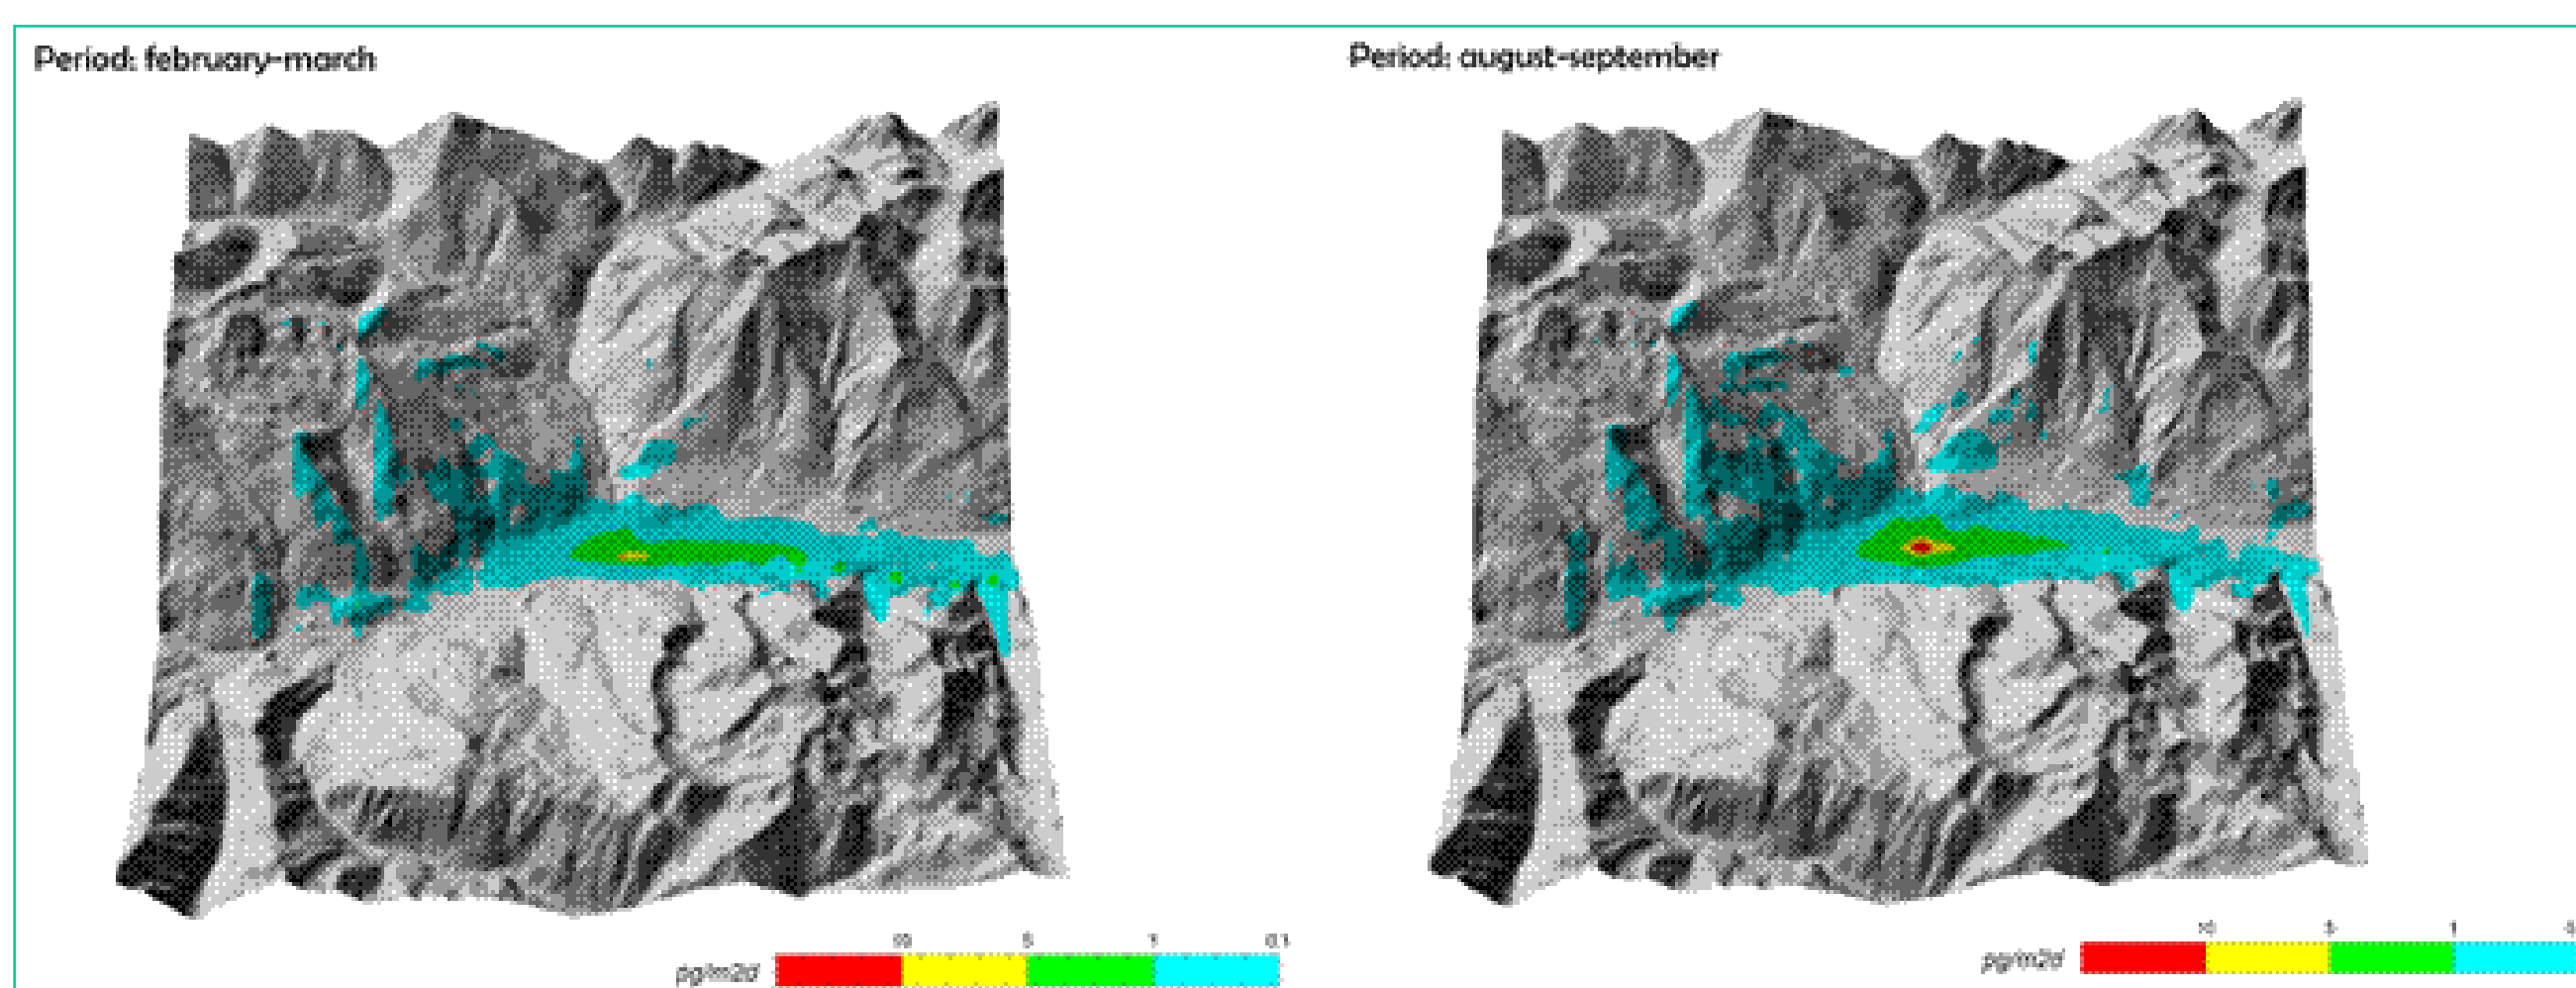 Period: february-march
Period: august-september
10 5 1 0.1
pg/m2d
10 5 1
pg/m2d